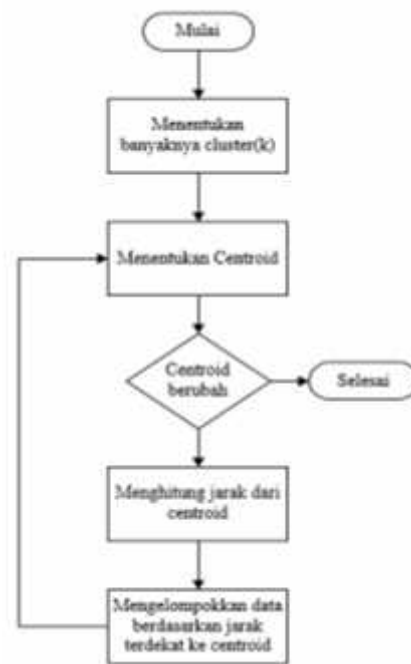 Mulai
Menentukan
banyaknya cluster(k)
Menentukan Centroid
Centroid
berubah
Selesai
Menghitung jarak dari
centroid
Mengelompokkan data
berdasarkan jarak
terdekat ke centroid